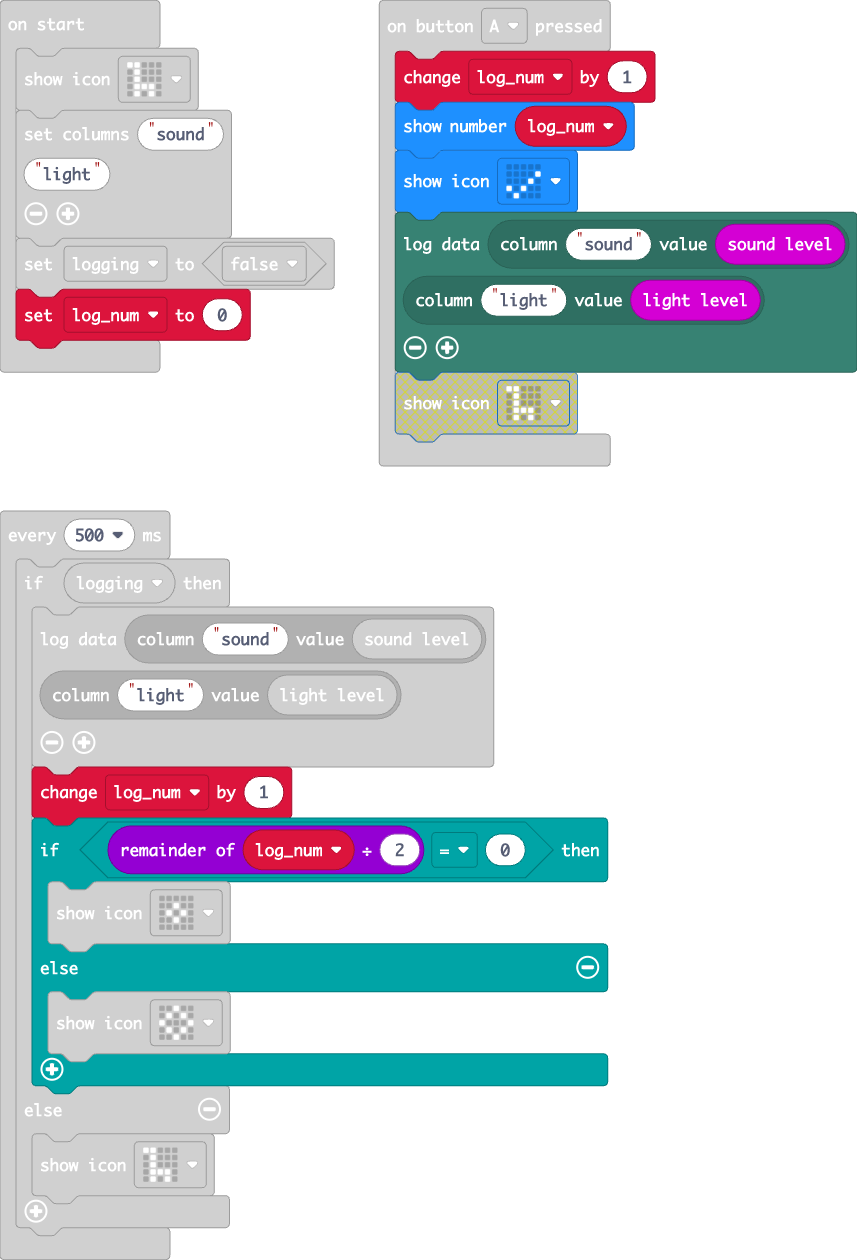 on start
show icon
set columns "sound"
"light"
set logging to false
set log_num to 0
on button A pressed
change log_num by 1
show number log_num
show icon
log data column "sound" value sound level
column "light" value light level
show icon
every 500 ms
if logging then
log data column "sound" value sound level
column "light" value light level
change log_num by 1
if remainder of log_num ÷ 2 = 0 then
show icon
else
show icon
else
show icon